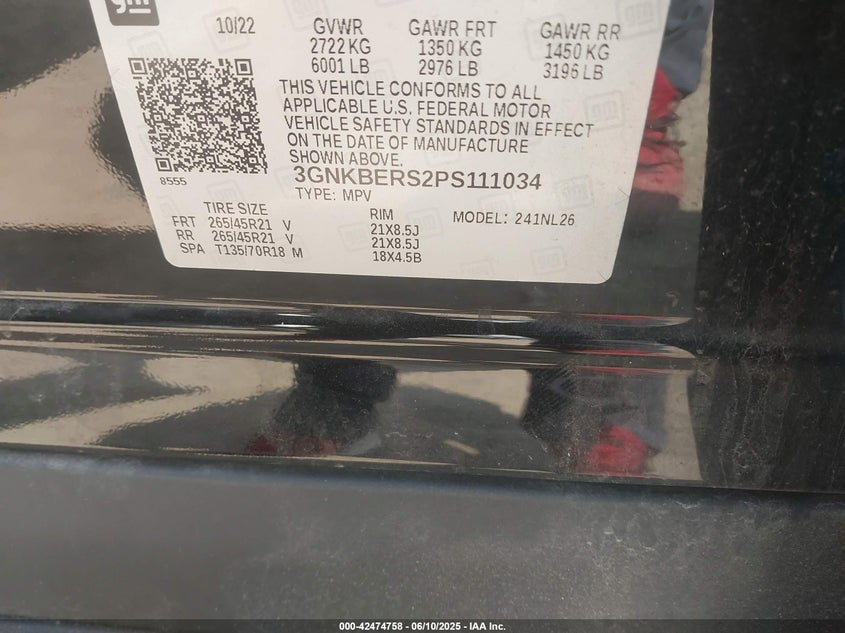 gm
10/22
GVWR GAWR FRT GAWR RR
2722 KG 1350 KG 1450 KG
6001 LB 2976 LB 3196 LB
THIS VEHICLE CONFORMS TO ALL
APPLICABLE U.S. FEDERAL MOTOR
VEHICLE SAFETY STANDARDS IN EFFECT
ON THE DATE OF MANUFACTURE
SHOWN ABOVE.
8555
3GNKBERS2PS111034
TYPE: MPV
MODEL: 241NL26
TIRE SIZE RIM
FRT 265/45R21 V 21X8.5J
RR 265/45R21 V 21X8.5J
SPA T135/70R18 M 18X4.5B
000-42474758 - 06/10/2025 - IAA Inc.